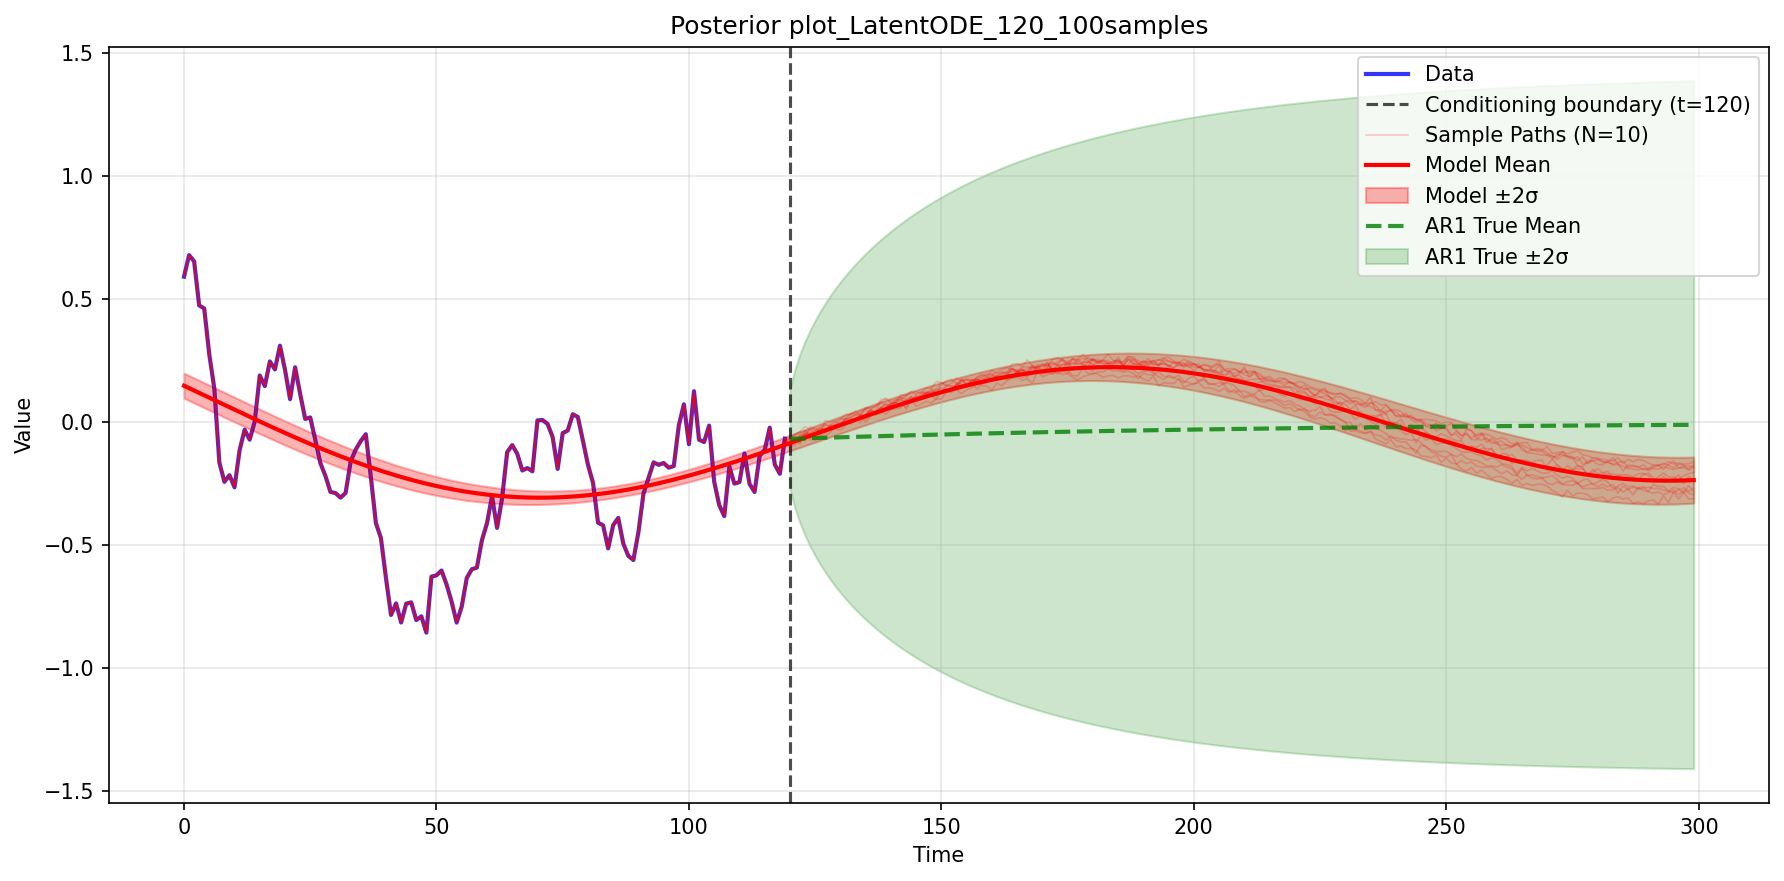 Posterior plot_LatentODE_120_100samples
1.5
1.0
0.5
0.0
−0.5
−1.0
−1.5
Value
Data
Conditioning boundary (t=120)
Sample Paths (N=10)
Model Mean
Model ±2σ
AR1 True Mean
AR1 True ±2σ
0 50 100 150 200 250 300
Time